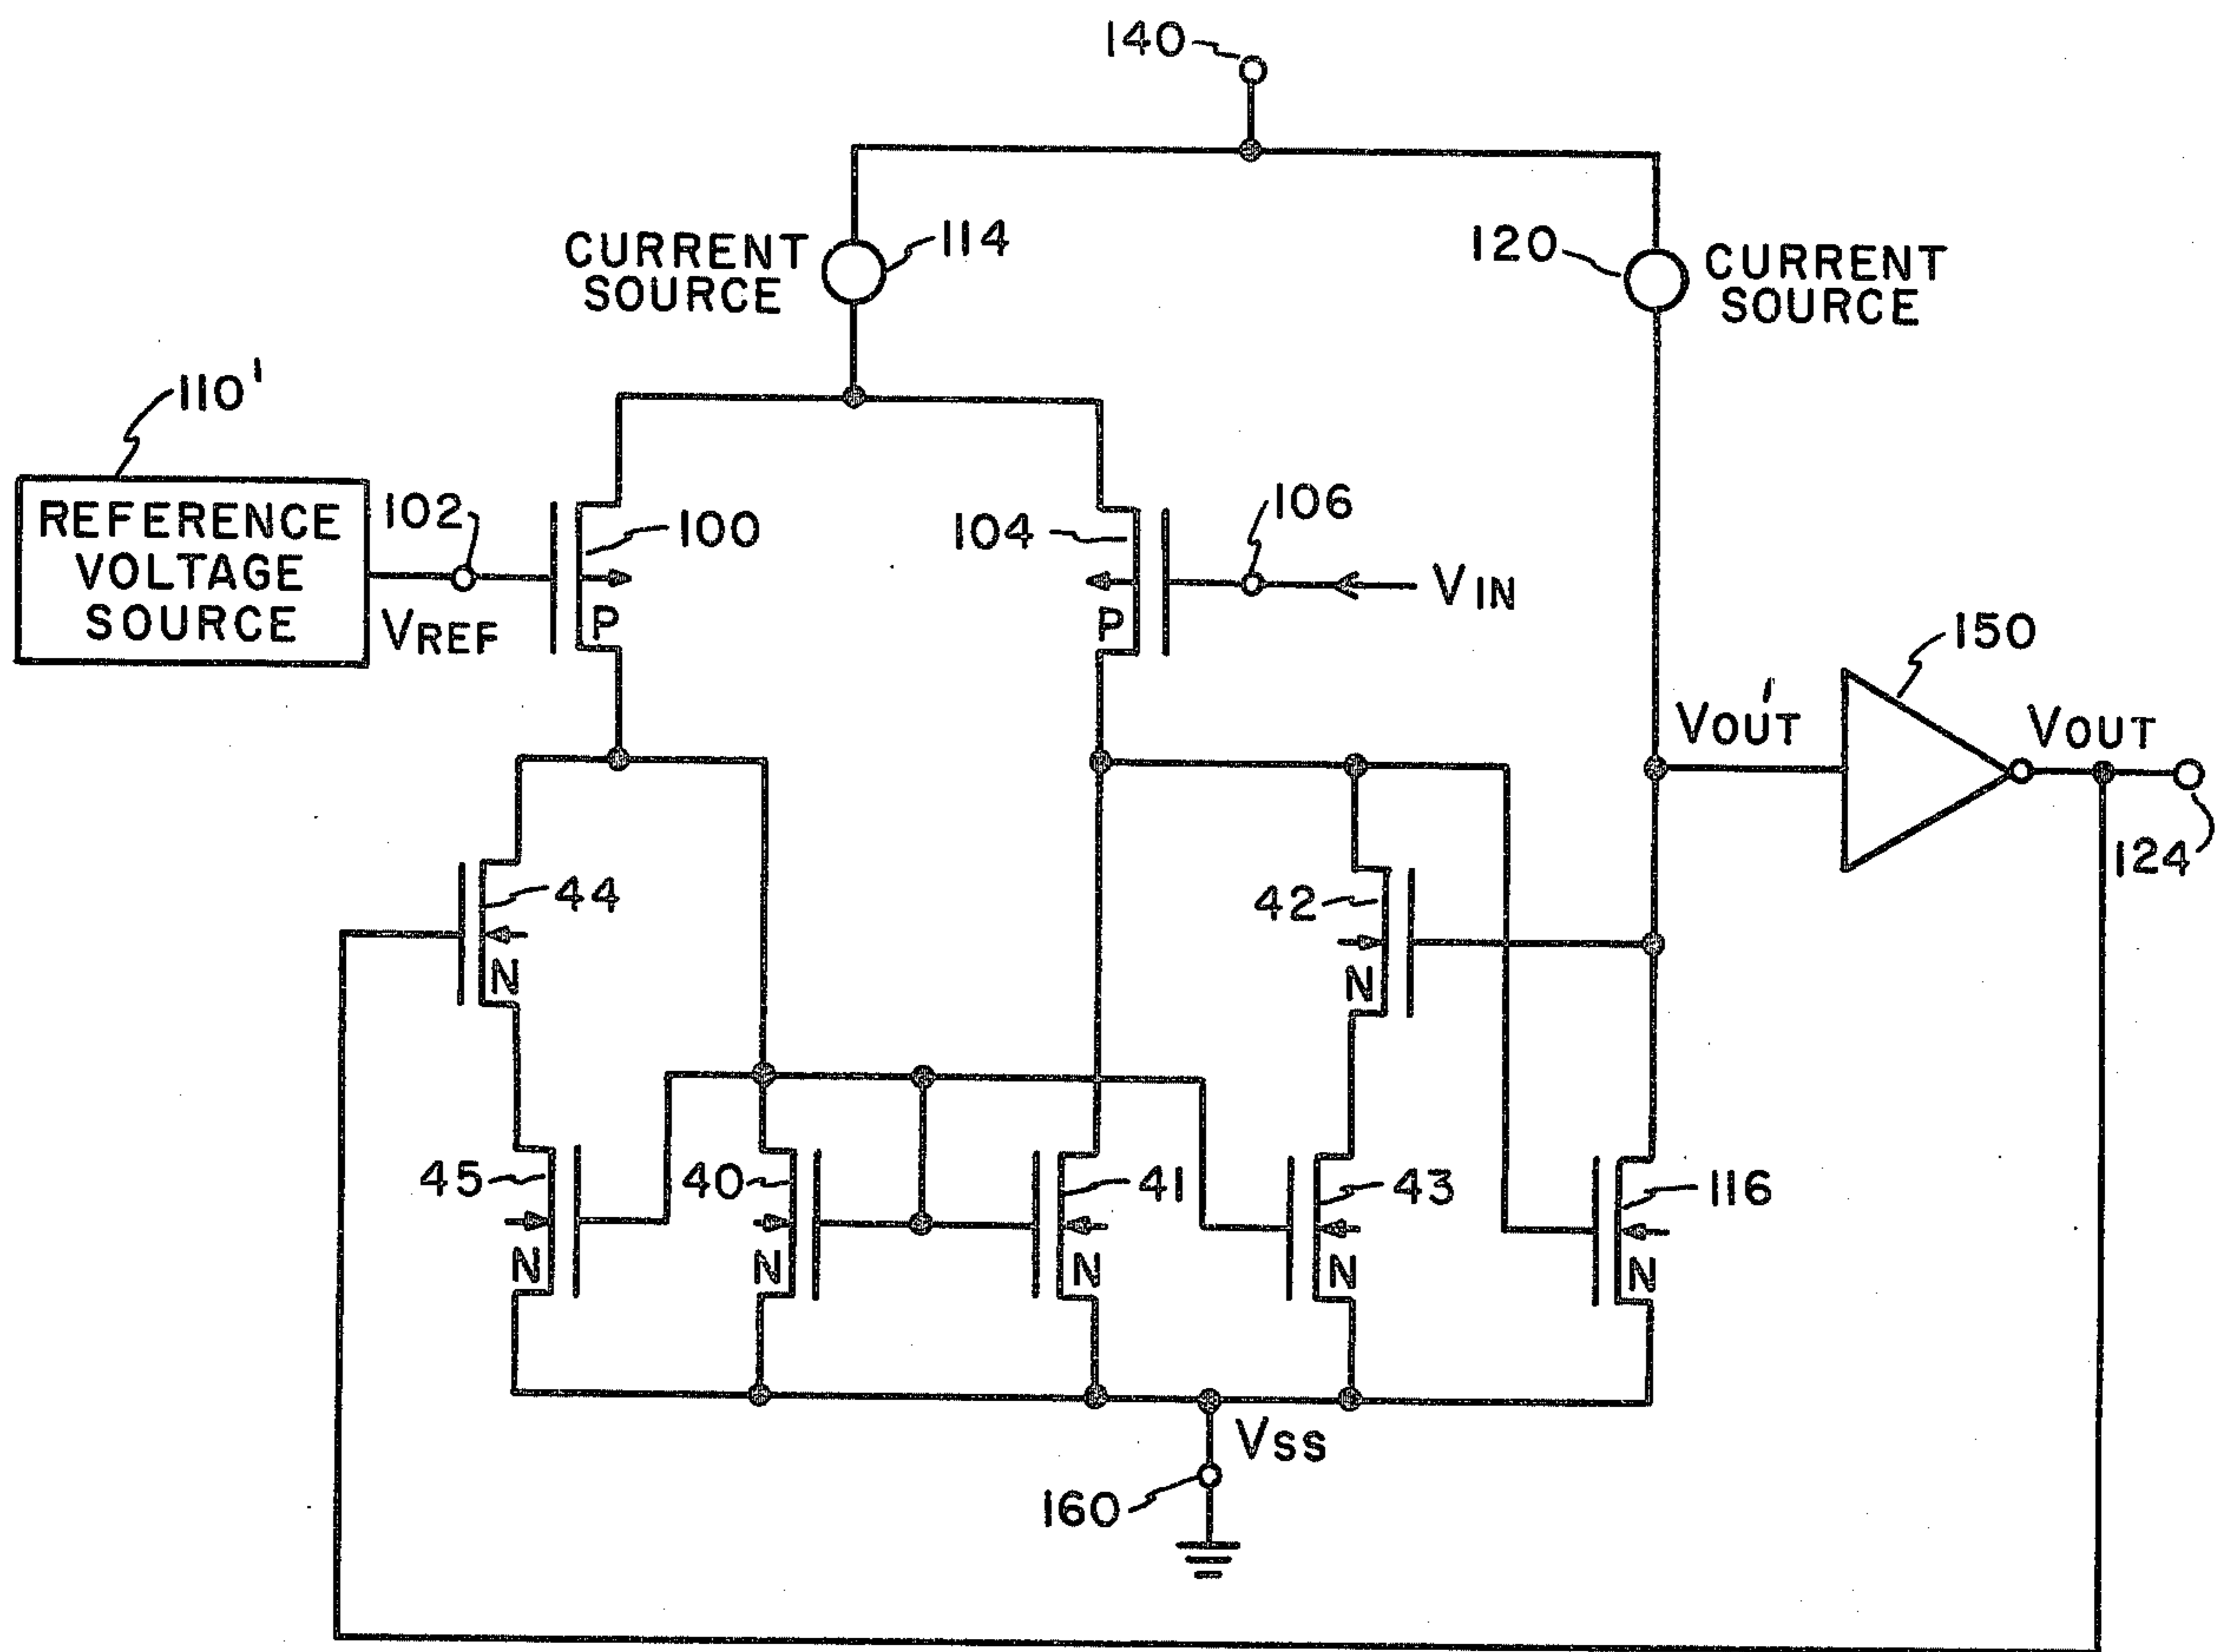 140
CURRENT
SOURCE
114
120
CURRENT
SOURCE
110'
REFERENCE
VOLTAGE
SOURCE
102
VREF
100
P
104
P
106
VIN
150
VOUT'
VOUT
124
44
N
42
N
45
N
40
N
41
N
43
N
116
N
VSS
160